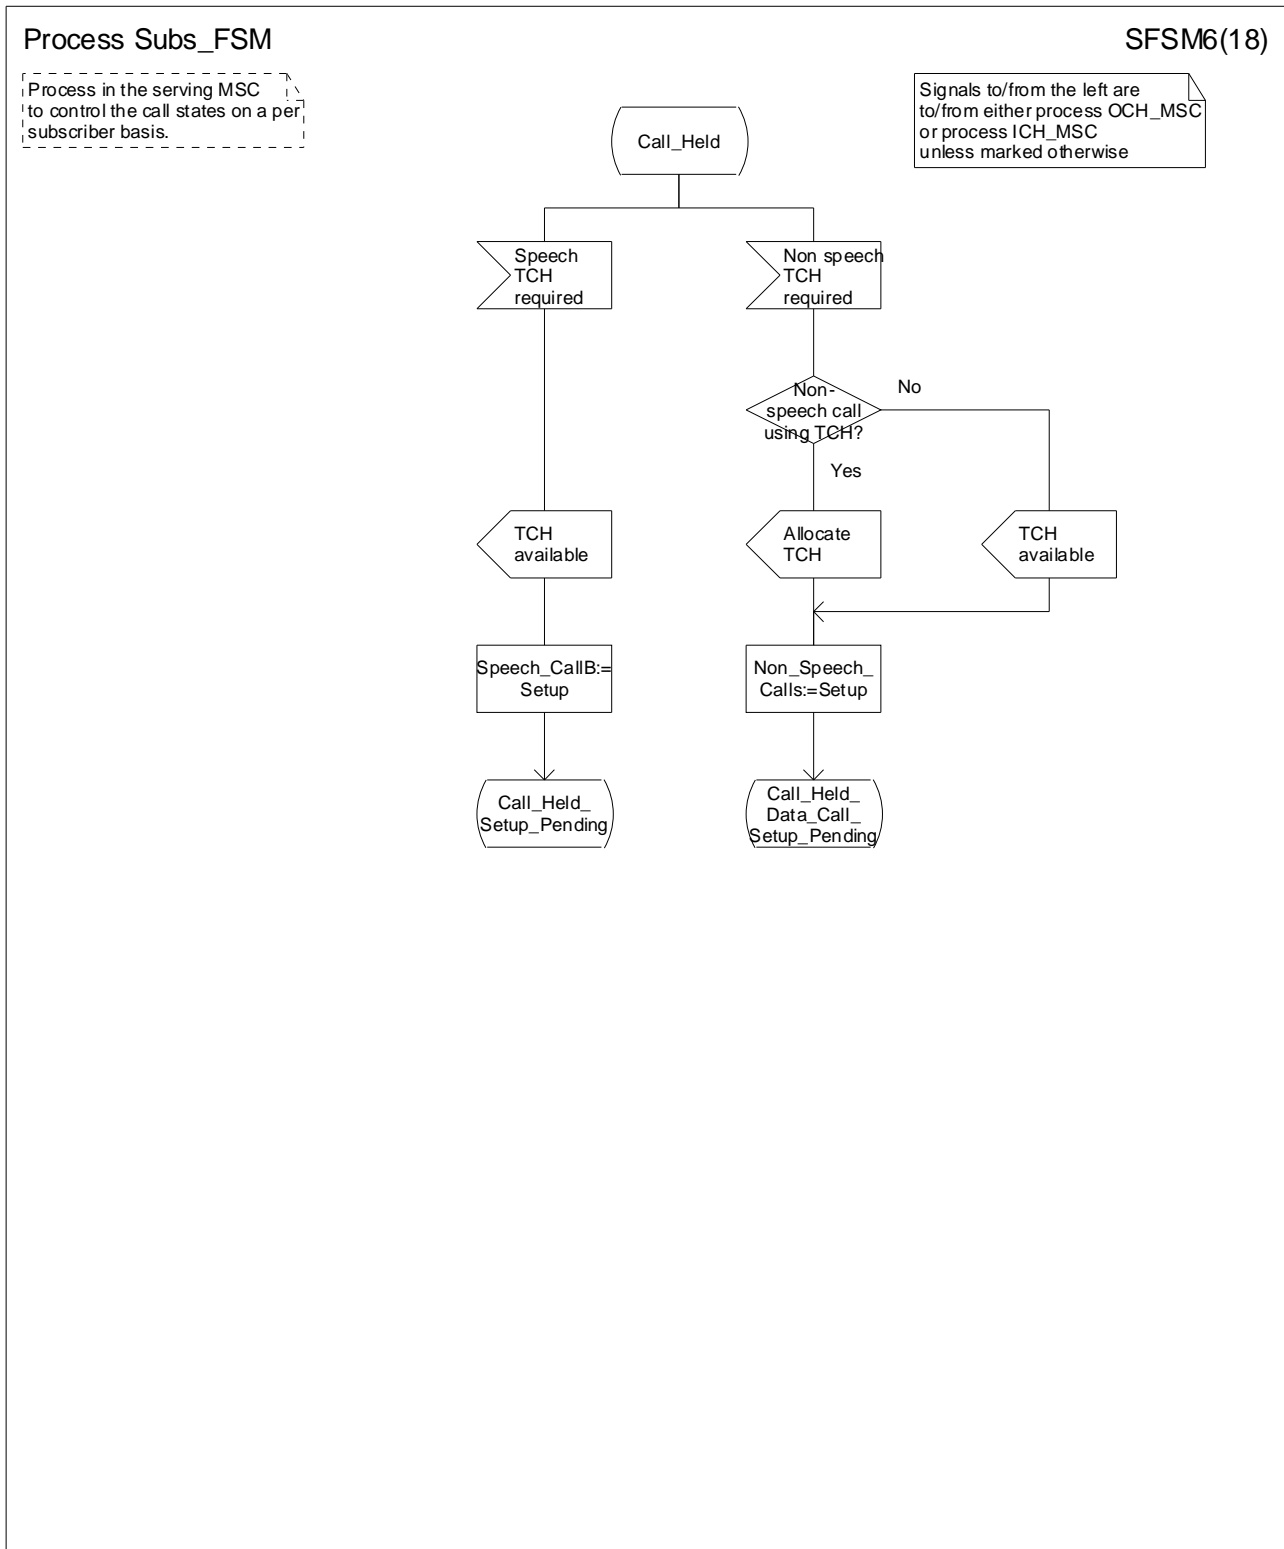 Process Subs_FSM
SFSM6(18)
Process in the serving MSC
to control the call states on a per
subscriber basis.
Signals to/from the left are
to/from either process OCH_MSC
or process ICH_MSC
unless marked otherwise
Call_Held
Speech
TCH
required
Non speech
TCH
required
Non-
speech call
using TCH?
No
Yes
TCH
available
Allocate
TCH
TCH
available
Speech_CallB:=
Setup
Non_Speech_
Calls:=Setup
Call_Held_
Setup_Pending
Call_Held_
Data_Call_
Setup_Pending